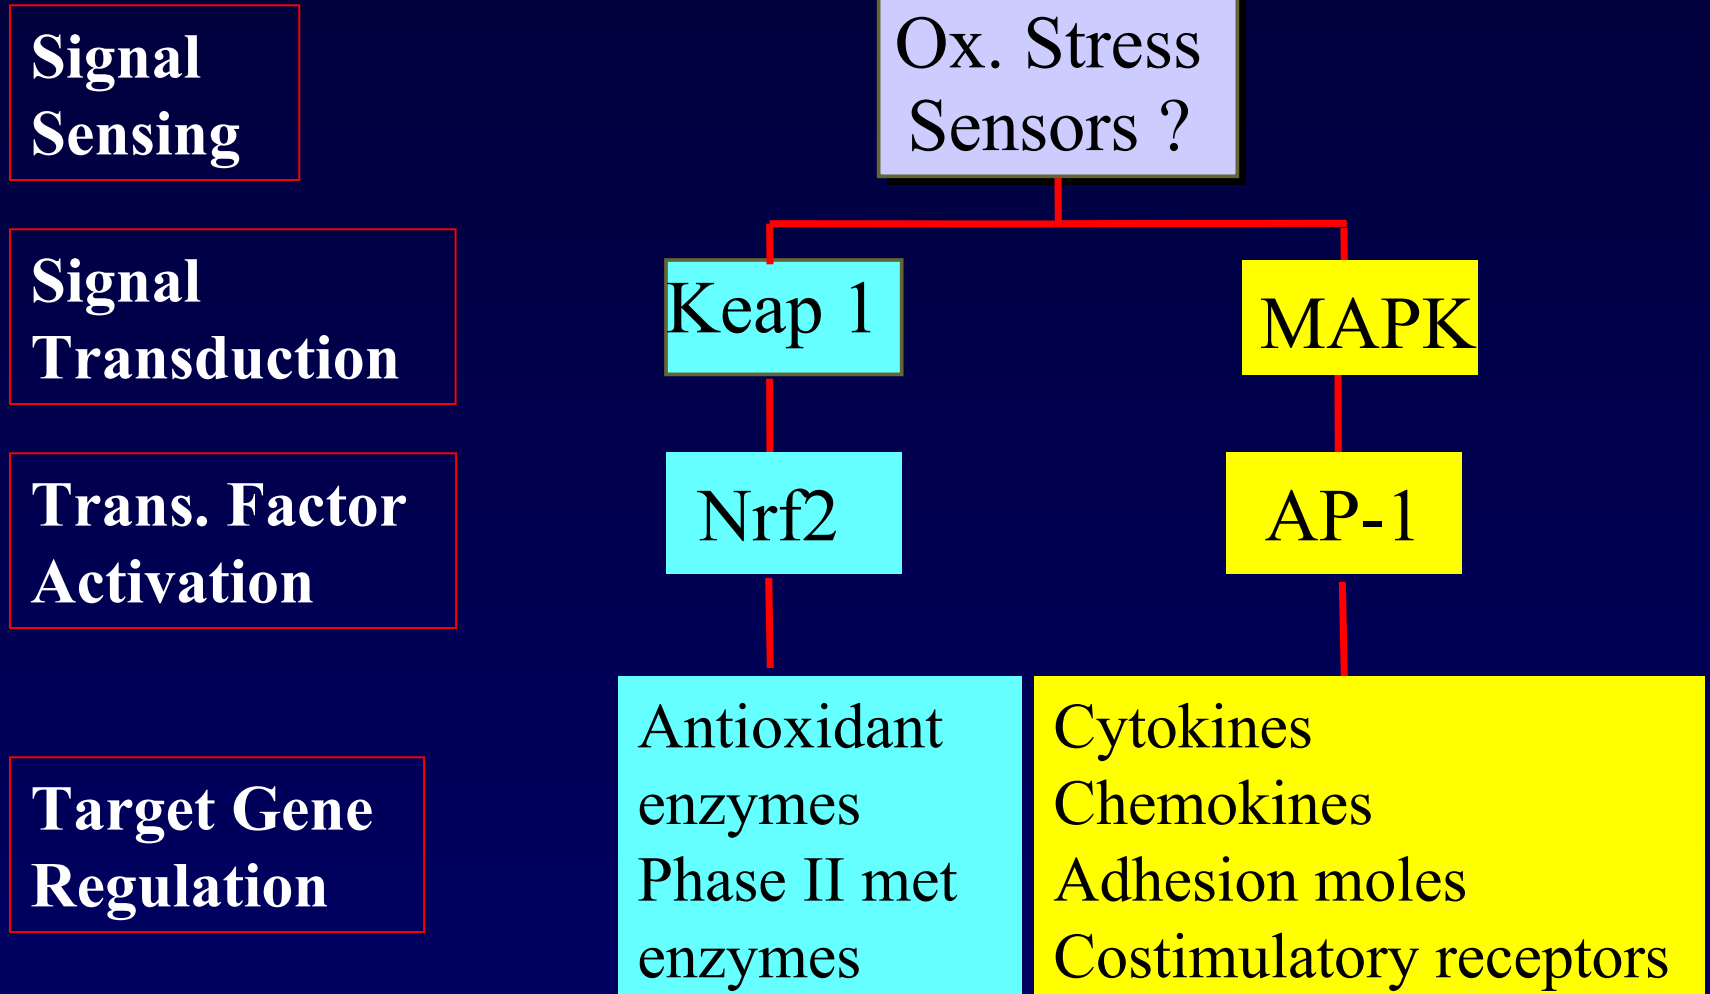 Signal
Sensing
Ox. Stress
Sensors ?
Signal
Transduction
Keap 1
MAPK
Trans. Factor
Activation
Nrf2
AP-1
Target Gene
Regulation
Antioxidant
enzymes
Phase II met
enzymes
Cytokines
Chemokines
Adhesion moles
Costimulatory receptors